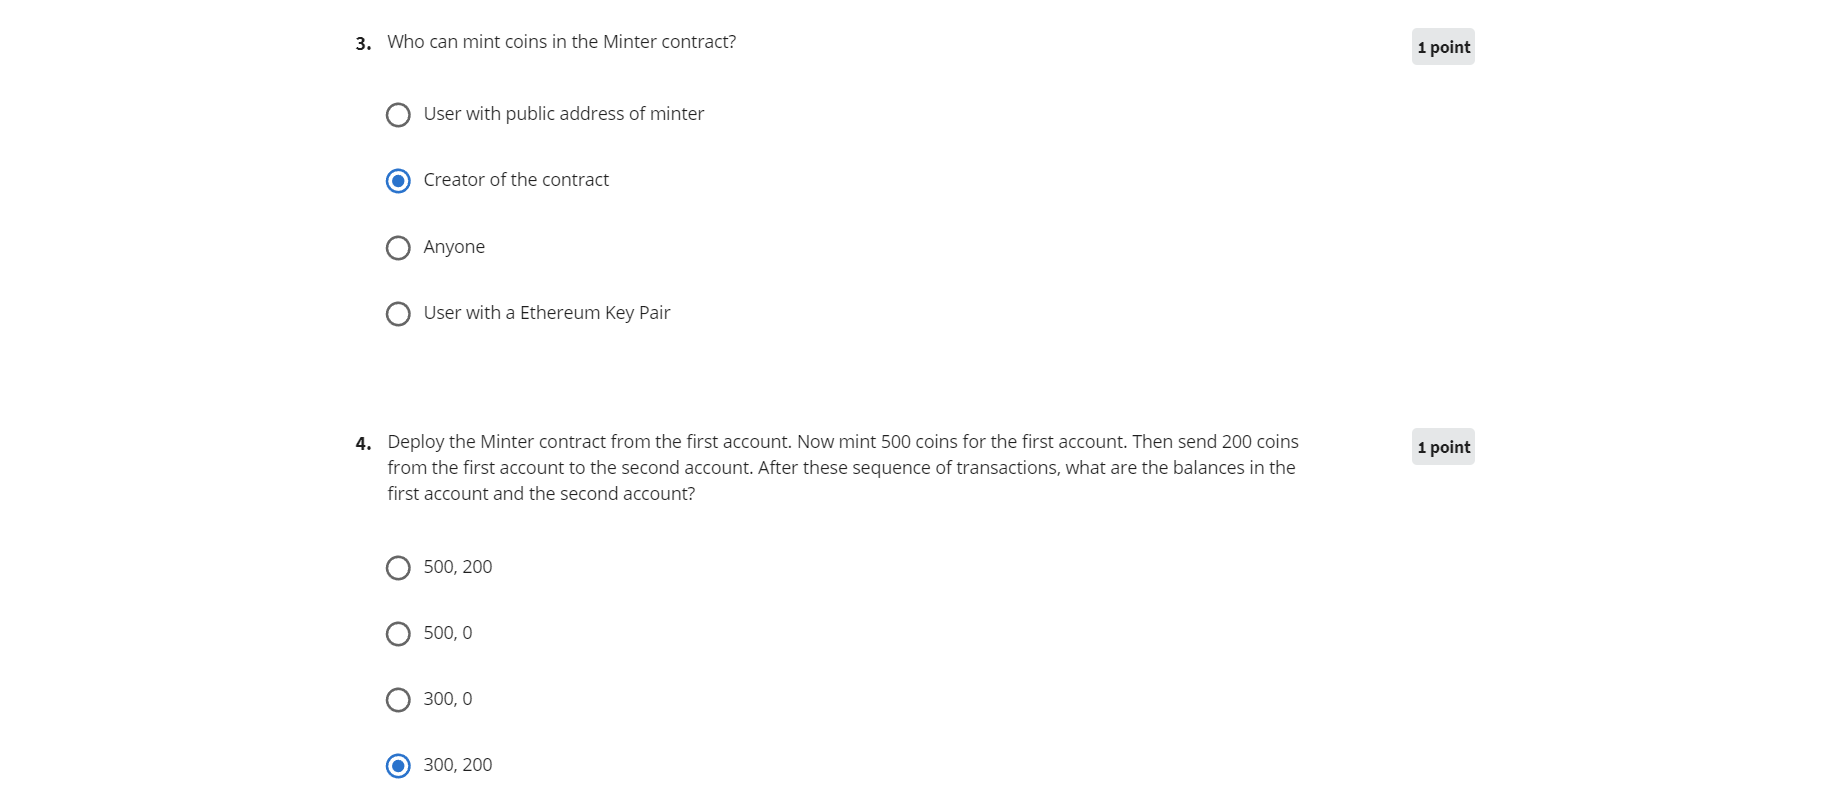 3. Who can mint coins in the Minter contract?
1 point
User with public address of minter
Creator of the contract
Anyone
User with a Ethereum Key Pair
4. Deploy the Minter contract from the first account. Now mint 500 coins for the first account. Then send 200 coins
1 point
from the first account to the second account. After these sequence of transactions, what are the balances in the
first account and the second account?
500, 200
500, 0
300, 0
300, 200